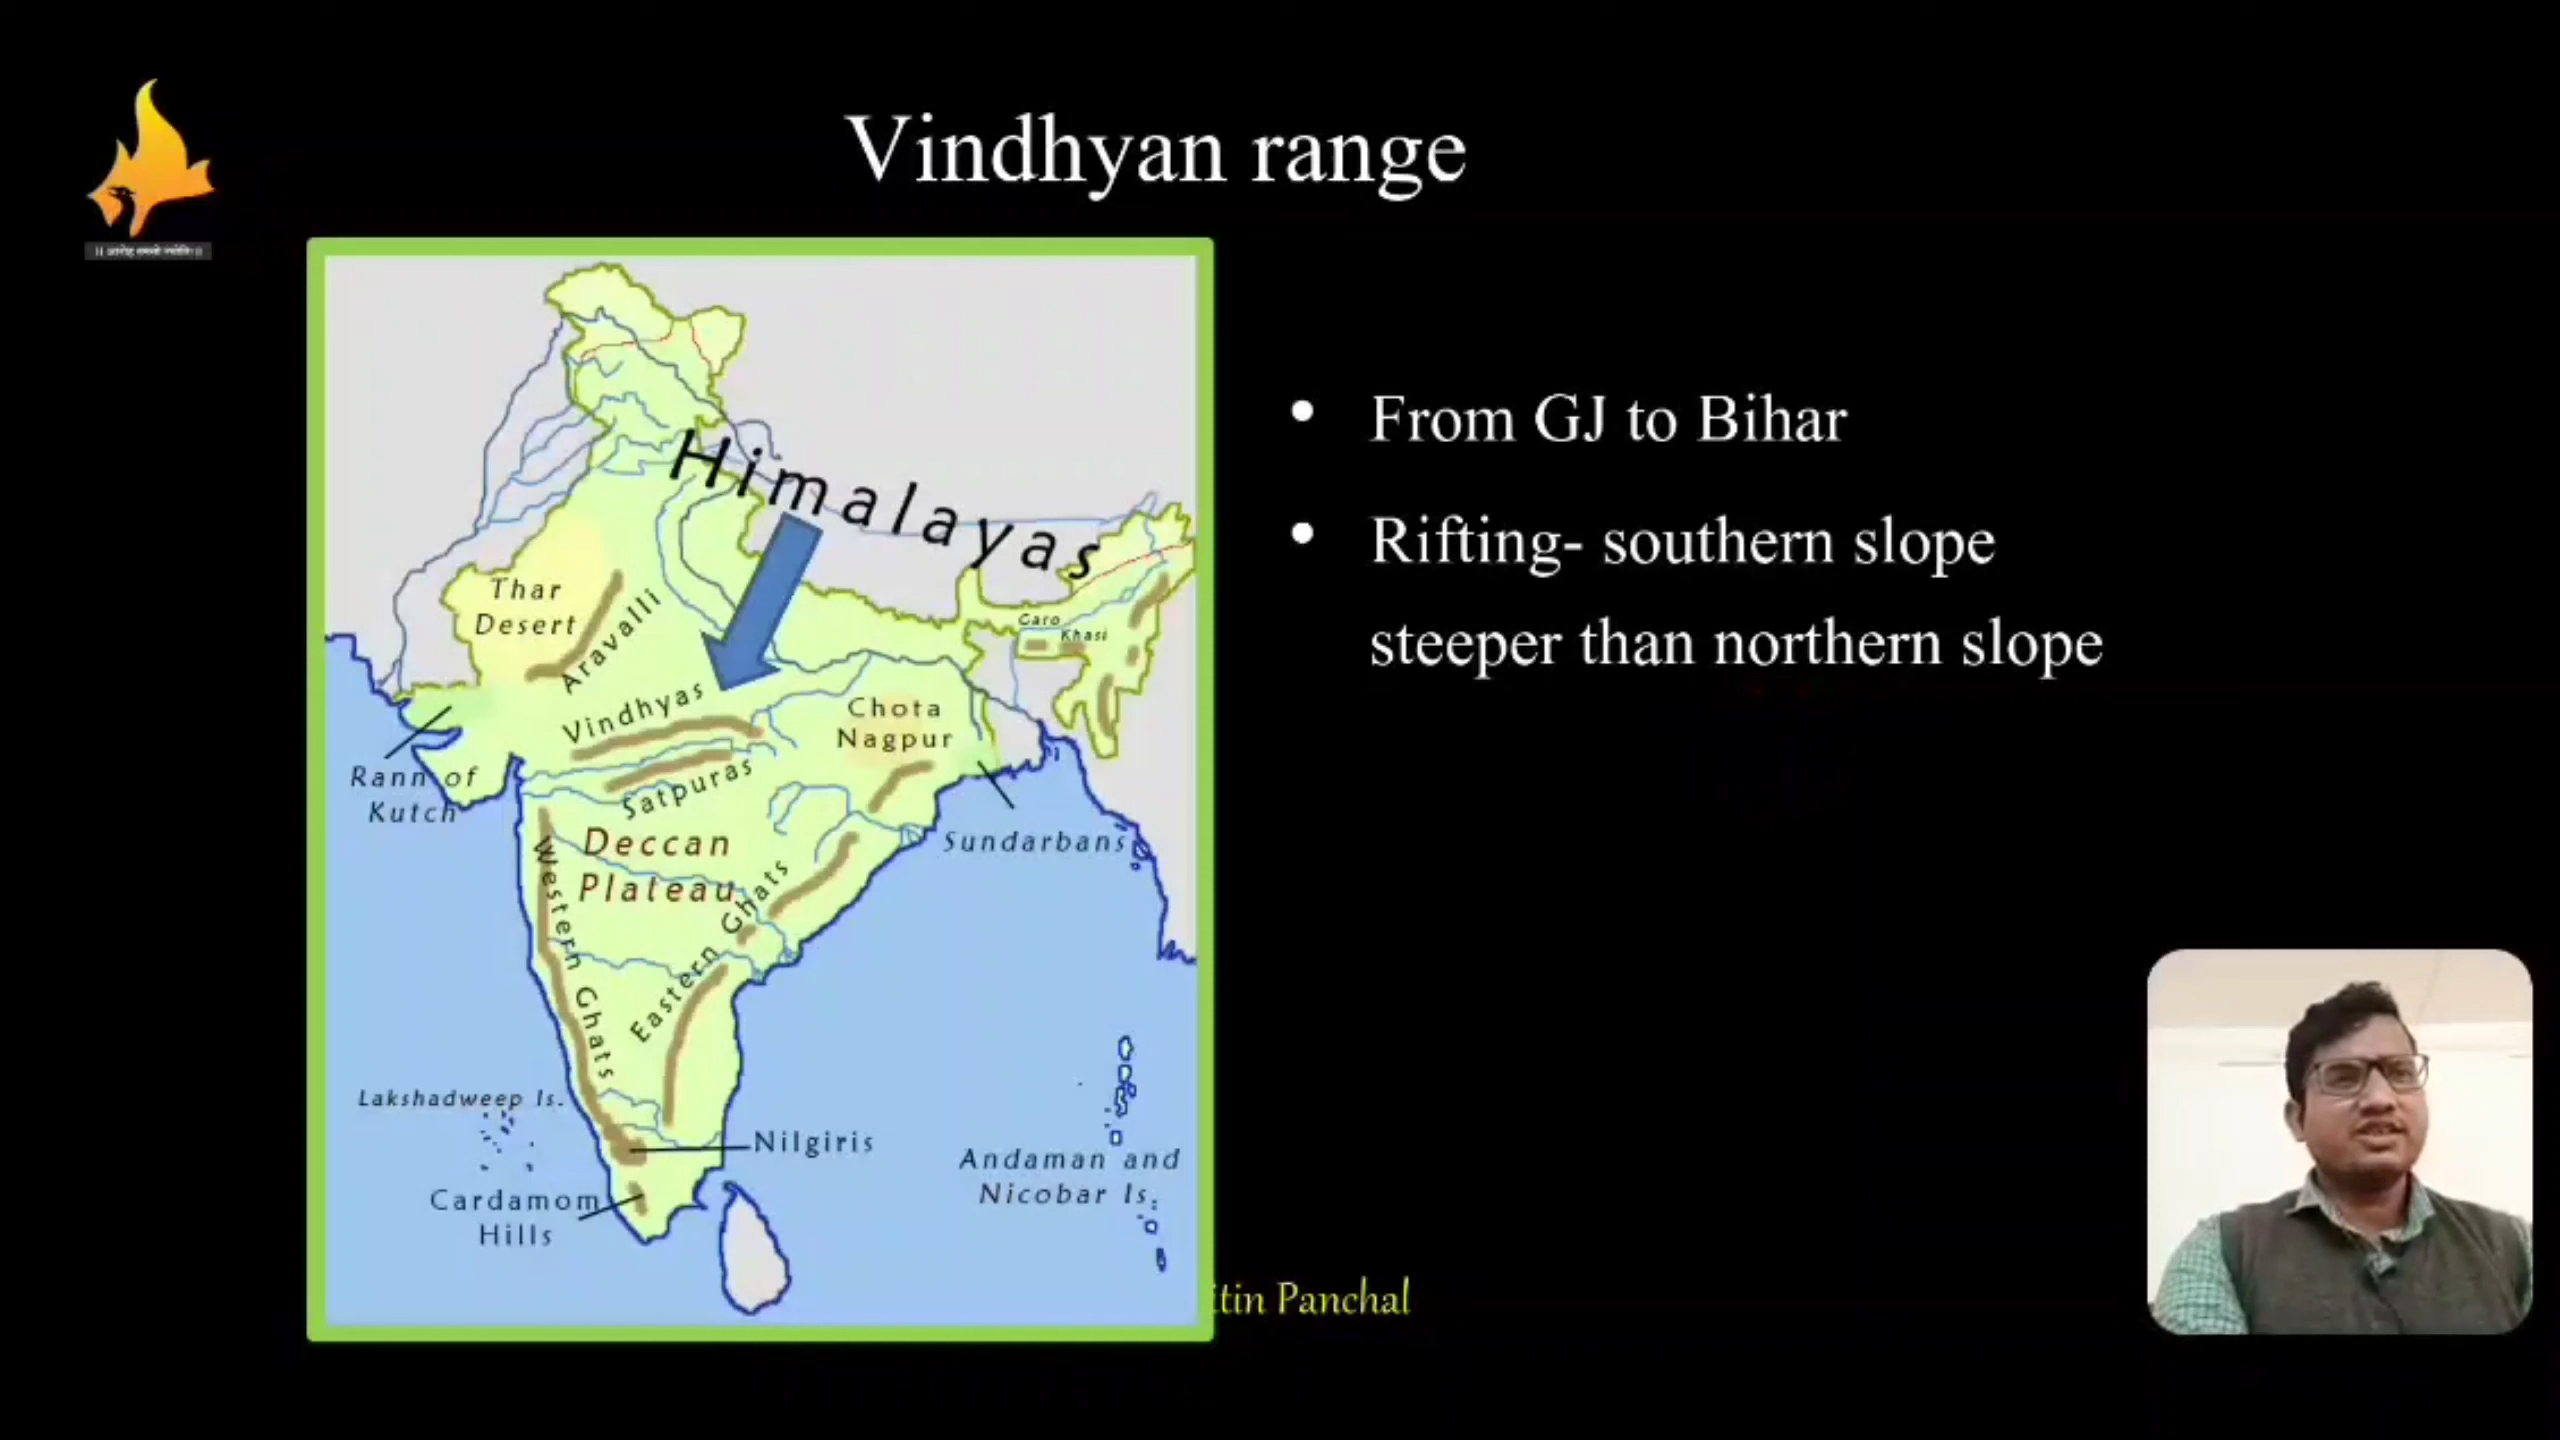 Vindhyan range
Himalayas
Thar
Desert
Aravalli
Garo
Khasi
Vindhyas
Chota
Nagpur
Rann of
Kutch
Satpuras
Sundarbans
Deccan
Plateau
Western Ghats
Eastern Ghats
Lakshadweep Is.
Nilgiris
Andaman and
Nicobar Is.
Cardamom
Hills
• From GJ to Bihar
• Rifting- southern slope
steeper than northern slope
itin Panchal